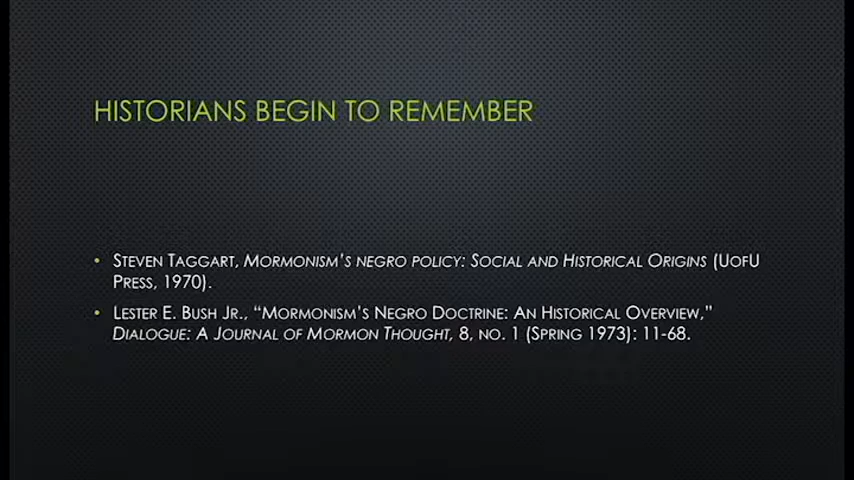 HISTORIANS BEGIN TO REMEMBER
• STEVEN TAGGART, MORMONISM'S NEGRO POLICY: SOCIAL AND HISTORICAL ORIGINS (UOFU
PRESS, 1970).
• LESTER E. BUSH JR., “MORMONISM'S NEGRO DOCTRINE: AN HISTORICAL OVERVIEW,”
DIALOGUE: A JOURNAL OF MORMON THOUGHT, 8, NO. 1 (SPRING 1973): 11-68.